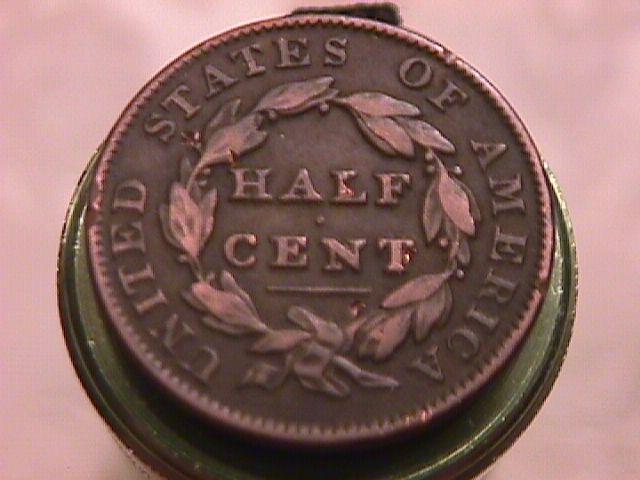 UNITED STATES OF AMERICA
HALF
CENT